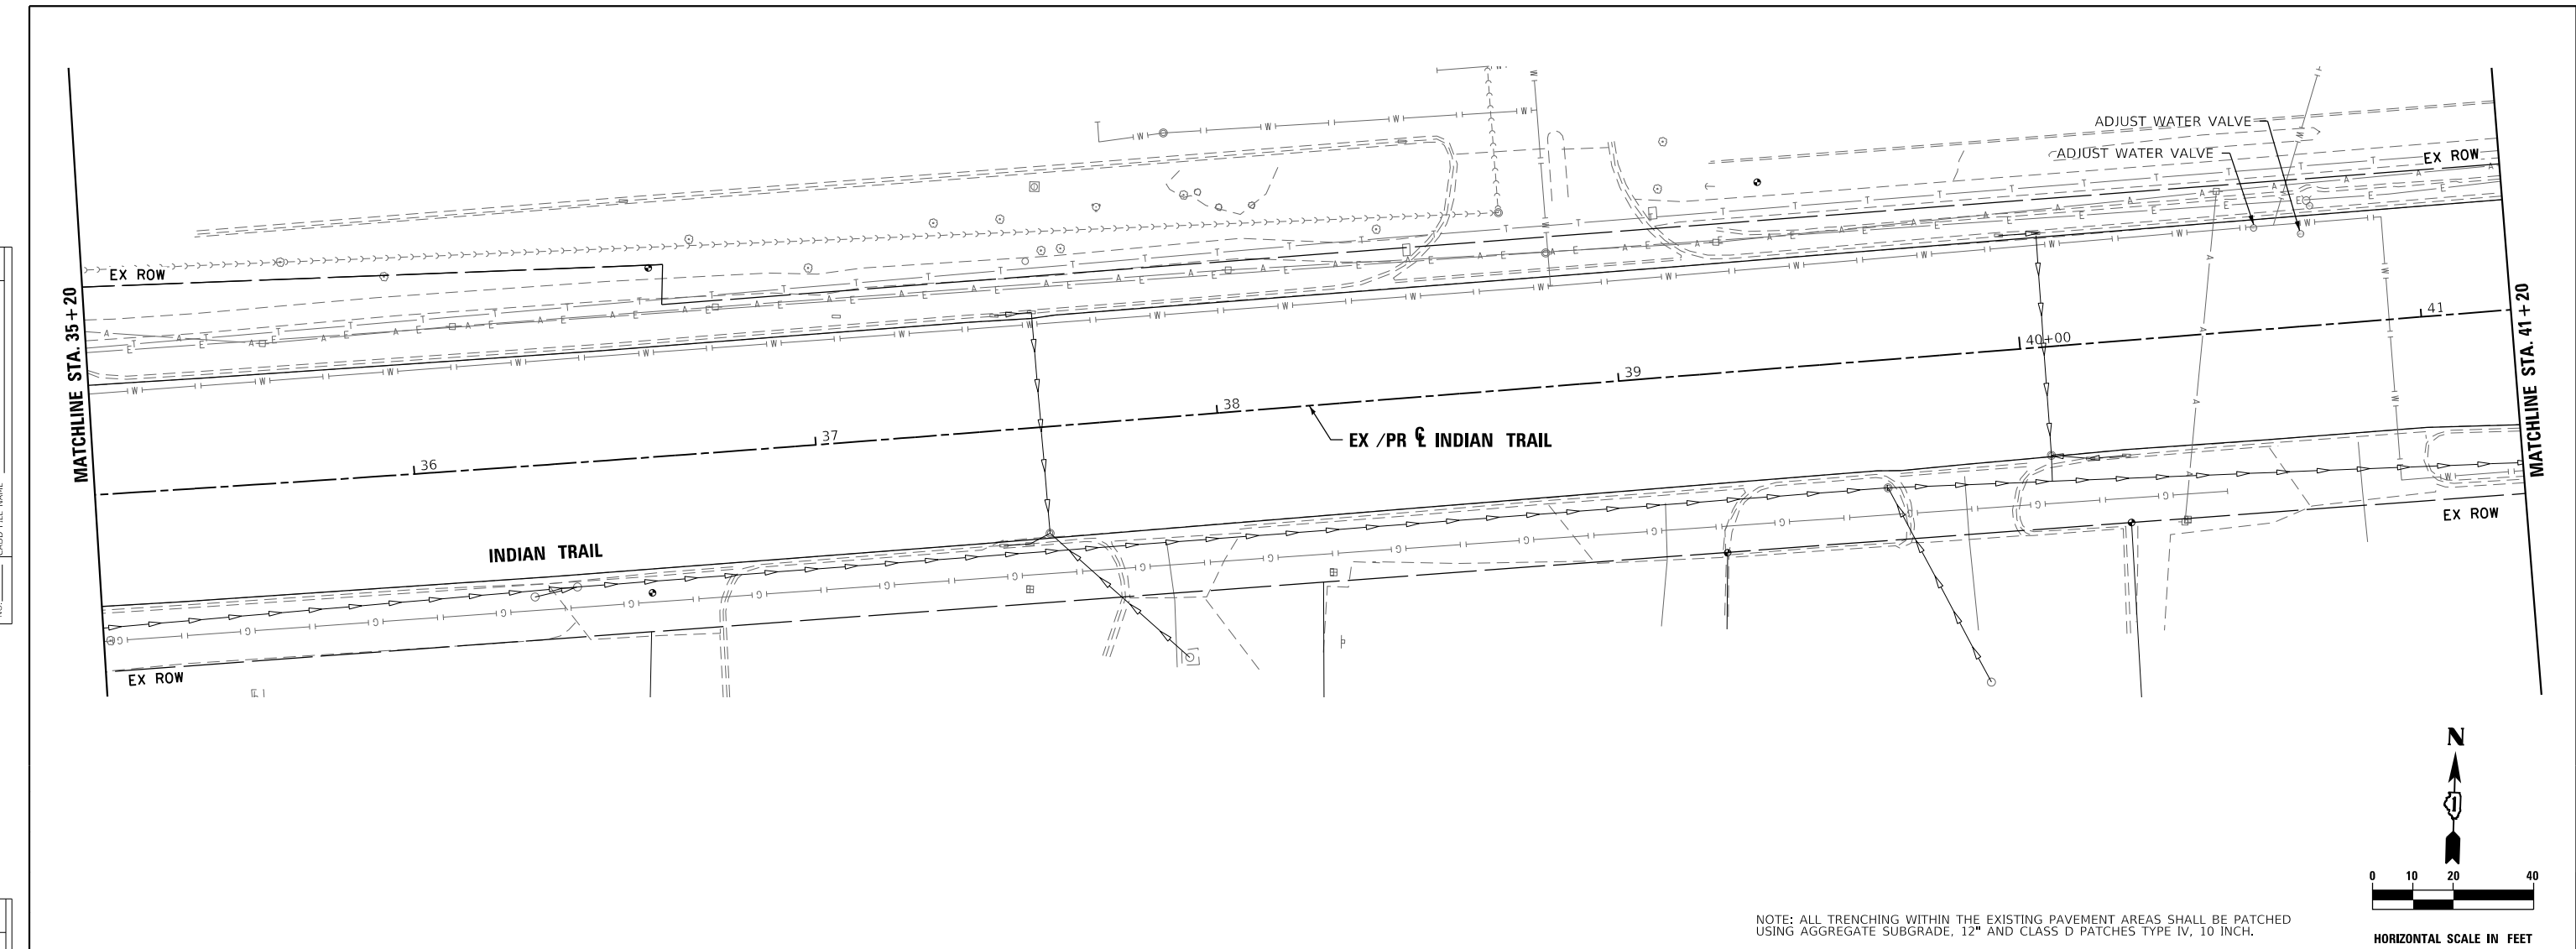 ADJUST WATER VALVE
ADJUST WATER VALVE
EX ROW
EX ROW
MATCHLINE STA. 35+20
MATCHLINE STA. 41+20
36
37
38
39
40+00
41
EX /PR ℄ INDIAN TRAIL
INDIAN TRAIL
EX ROW
EX ROW
N
1
0 10 20 40
HORIZONTAL SCALE IN FEET
NOTE: ALL TRENCHING WITHIN THE EXISTING PAVEMENT AREAS SHALL BE PATCHED
USING AGGREGATE SUBGRADE, 12" AND CLASS D PATCHES TYPE IV, 10 INCH.